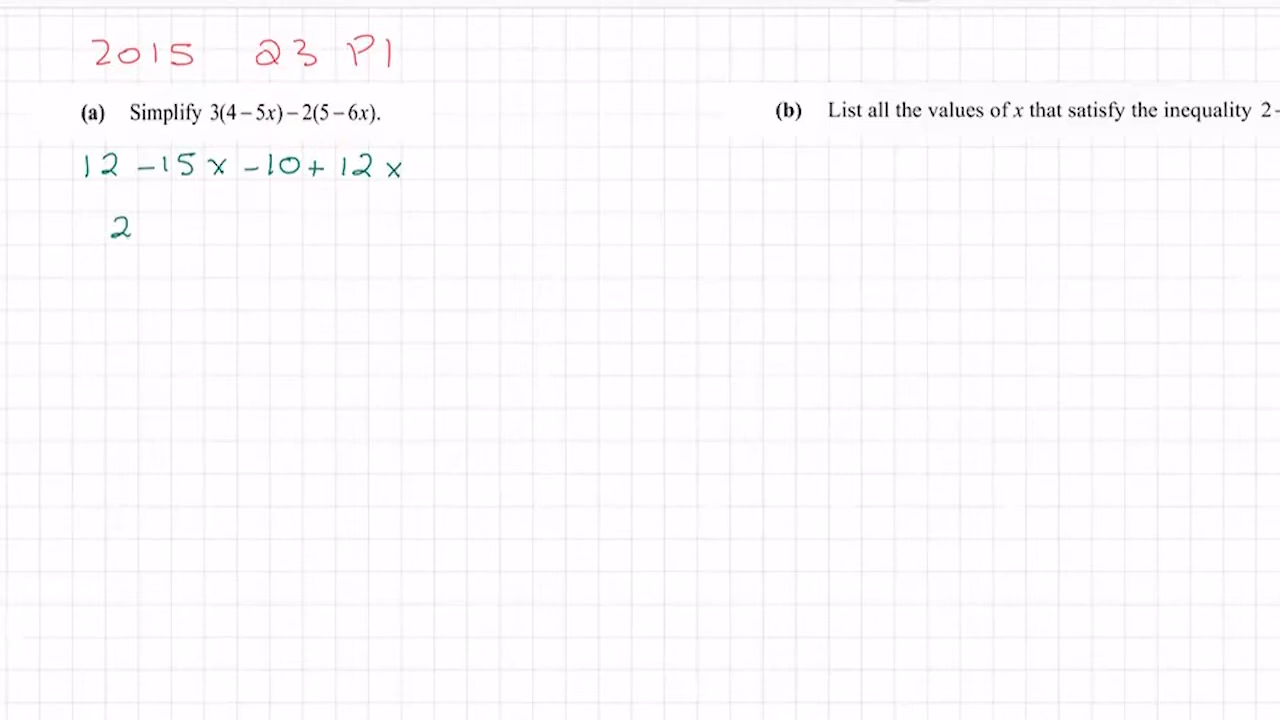 2015 Q3 P1
(a) Simplify 3(4 – 5x) – 2(5 – 6x).
12 – 15x – 10 + 12x
2
(b) List all the values of x that satisfy the inequality 2 –